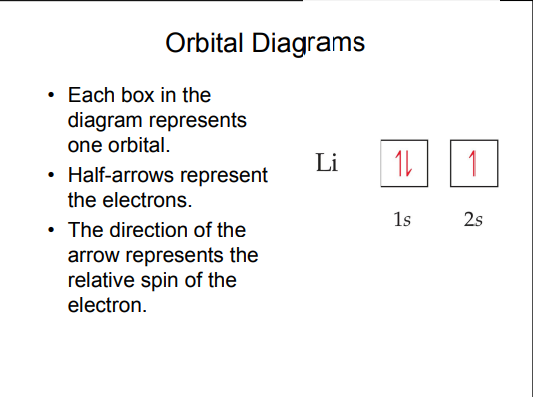 Orbital Diagrams
• Each box in the
diagram represents
one orbital.
• Half-arrows represent
the electrons.
• The direction of the
arrow represents the
relative spin of the
electron.
Li
1s 2s